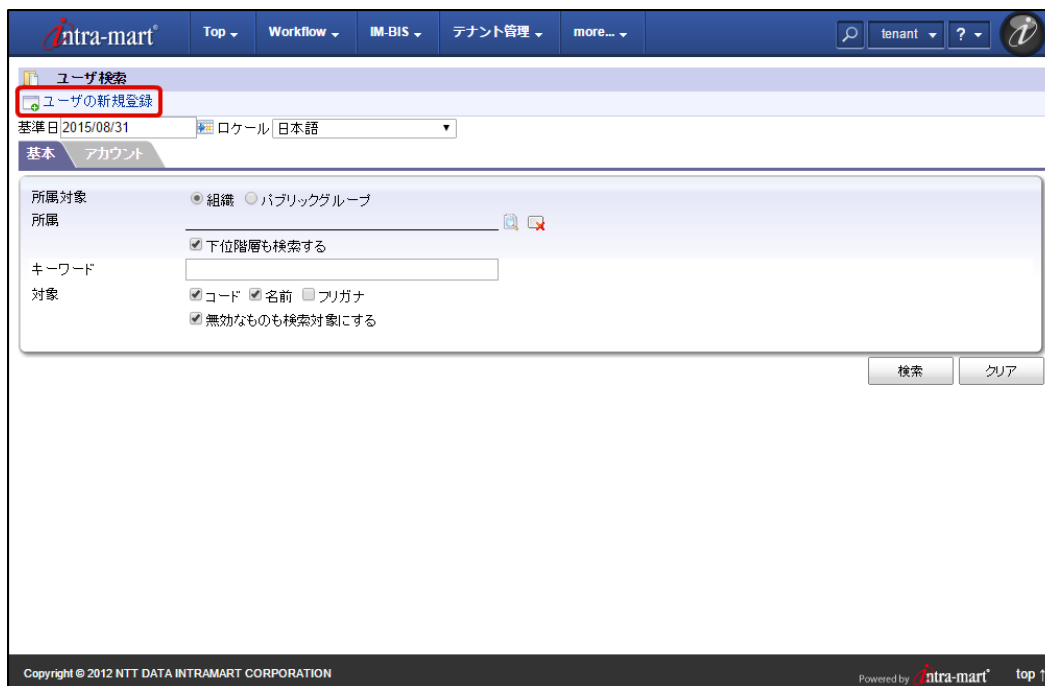 intra-mart® Top Workflow IM-BIS テナント管理 more... tenant ?
ユーザ検索
ユーザの新規登録
基準日 2015/08/31 ロケール 日本語
基本 アカウント
所属対象 組織 パブリックグループ
所属
下位階層も検索する
キーワード
対象 コード 名前 フリガナ
無効なものも検索対象にする
検索 クリア
Copyright © 2012 NTT DATA INTRAMART CORPORATION Powered by intra-mart® top ↑